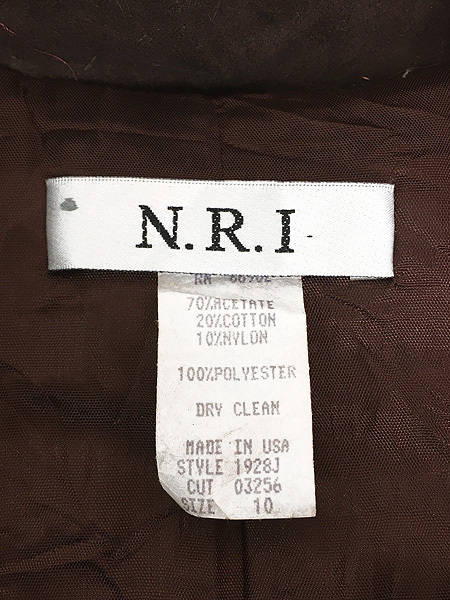 N.R.I
RN
70%ACETATE
20%COTTON
10%NYLON
100%POLYESTER
DRY CLEAN
MADE IN USA
STYLE 1928J
CUT 03256
SIZE 10